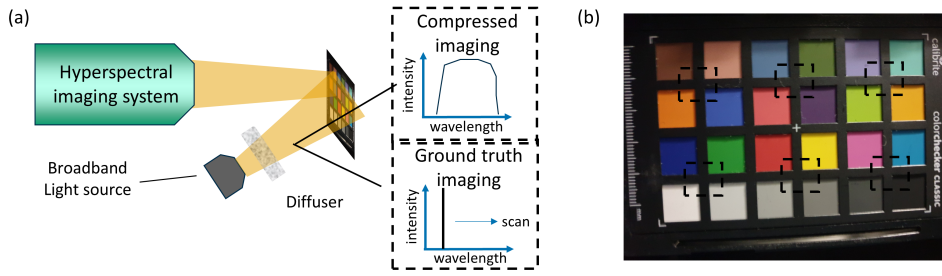 (a)
Hyperspectral
imaging system
Broadband
Light source
Diffuser
Compressed
imaging
intensity
wavelength
Ground truth
imaging
intensity
scan
wavelength
(b)
calibrite
colorchecker CLASSIC
mm